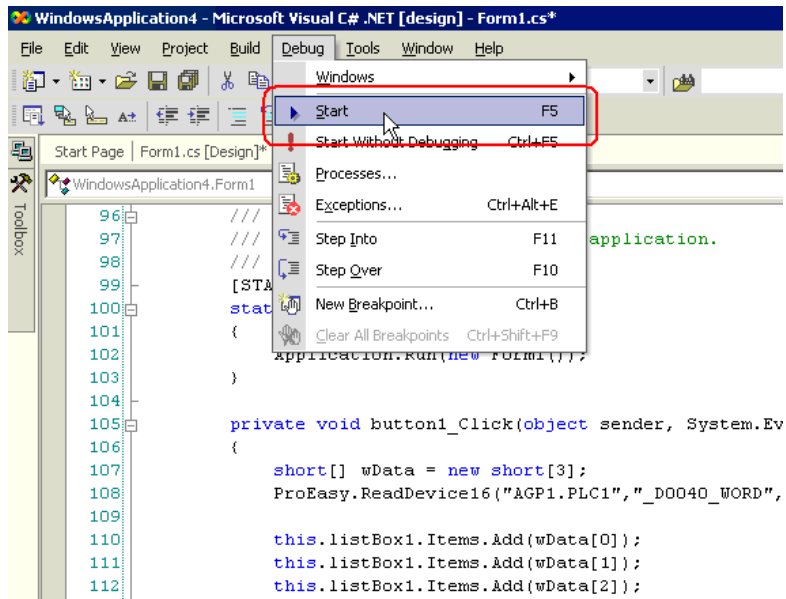 WindowsApplication4 - Microsoft Visual C# .NET [design] - Form1.cs*
File Edit View Project Build Debug Tools Window Help
Windows
Start F5
Start Without Debugging Ctrl+F5
Start Page Form1.cs [Design]*
Processes...
WindowsApplication4.Form1
Exceptions... Ctrl+Alt+E
Toolbox
96 ///
Step Into F11
97 /// application.
98 ///
Step Over F10
99 [STA
New Breakpoint... Ctrl+B
100 stat
Clear All Breakpoints Ctrl+Shift+F9
101 {
102 Application.Run(new Form1());
103 }
104
105 private void button1_Click(object sender, System.Ev
106 {
107 short[] wData = new short[3];
108 ProEasy.ReadDevice16("AGP1.PLC1","_D0040_WORD",
109
110 this.listBox1.Items.Add(wData[0]);
111 this.listBox1.Items.Add(wData[1]);
112 this.listBox1.Items.Add(wData[2]);